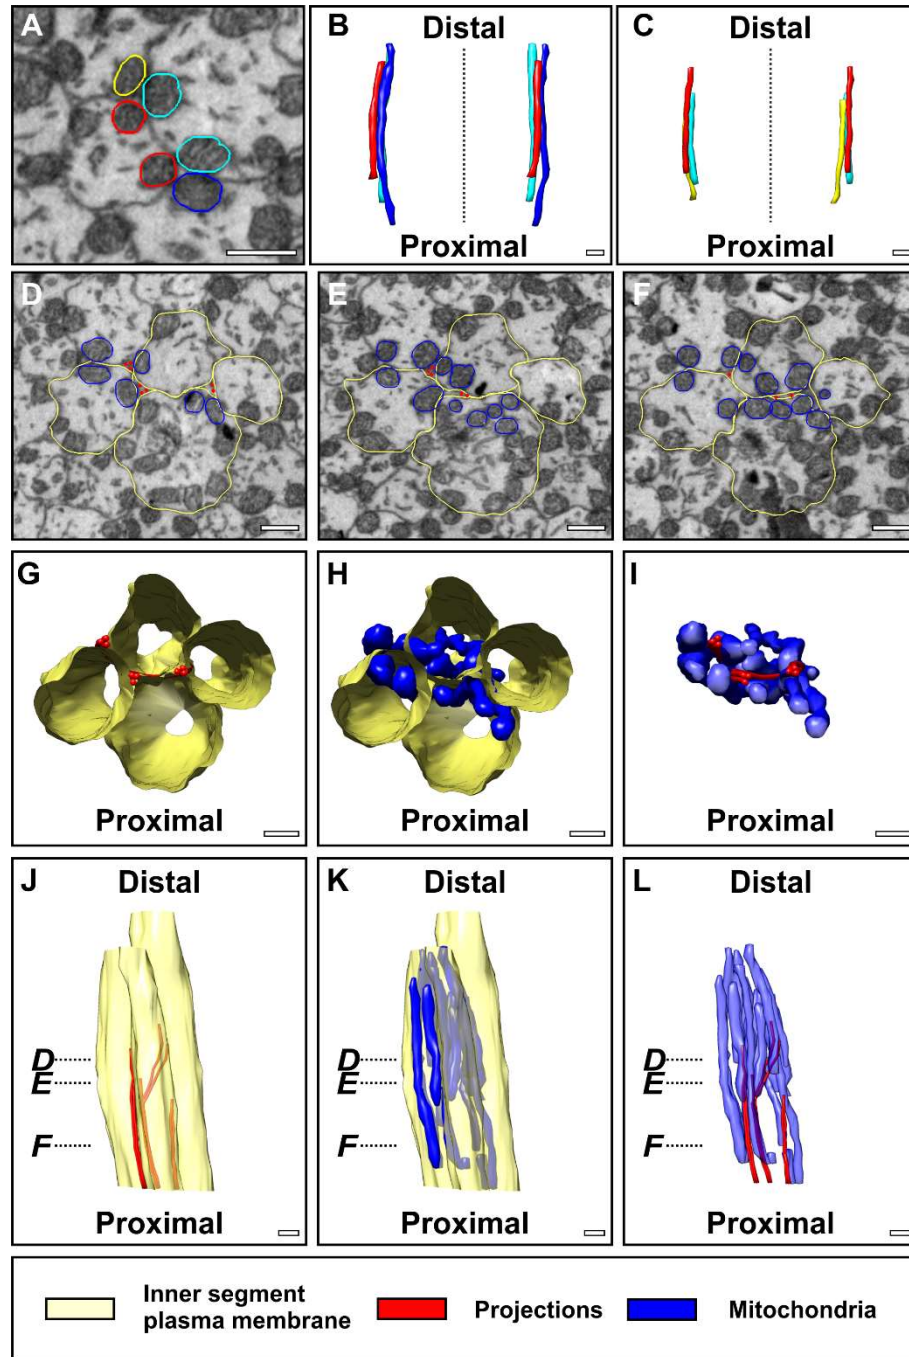 A
B
Distal
Proximal
C
Distal
Proximal
D
E
F
G
Proximal
H
Proximal
I
Proximal
J
Distal
D
E
F
Proximal
K
Distal
D
E
F
Proximal
L
Distal
D
E
F
Proximal
Inner segment
plasma membrane
Projections
Mitochondria